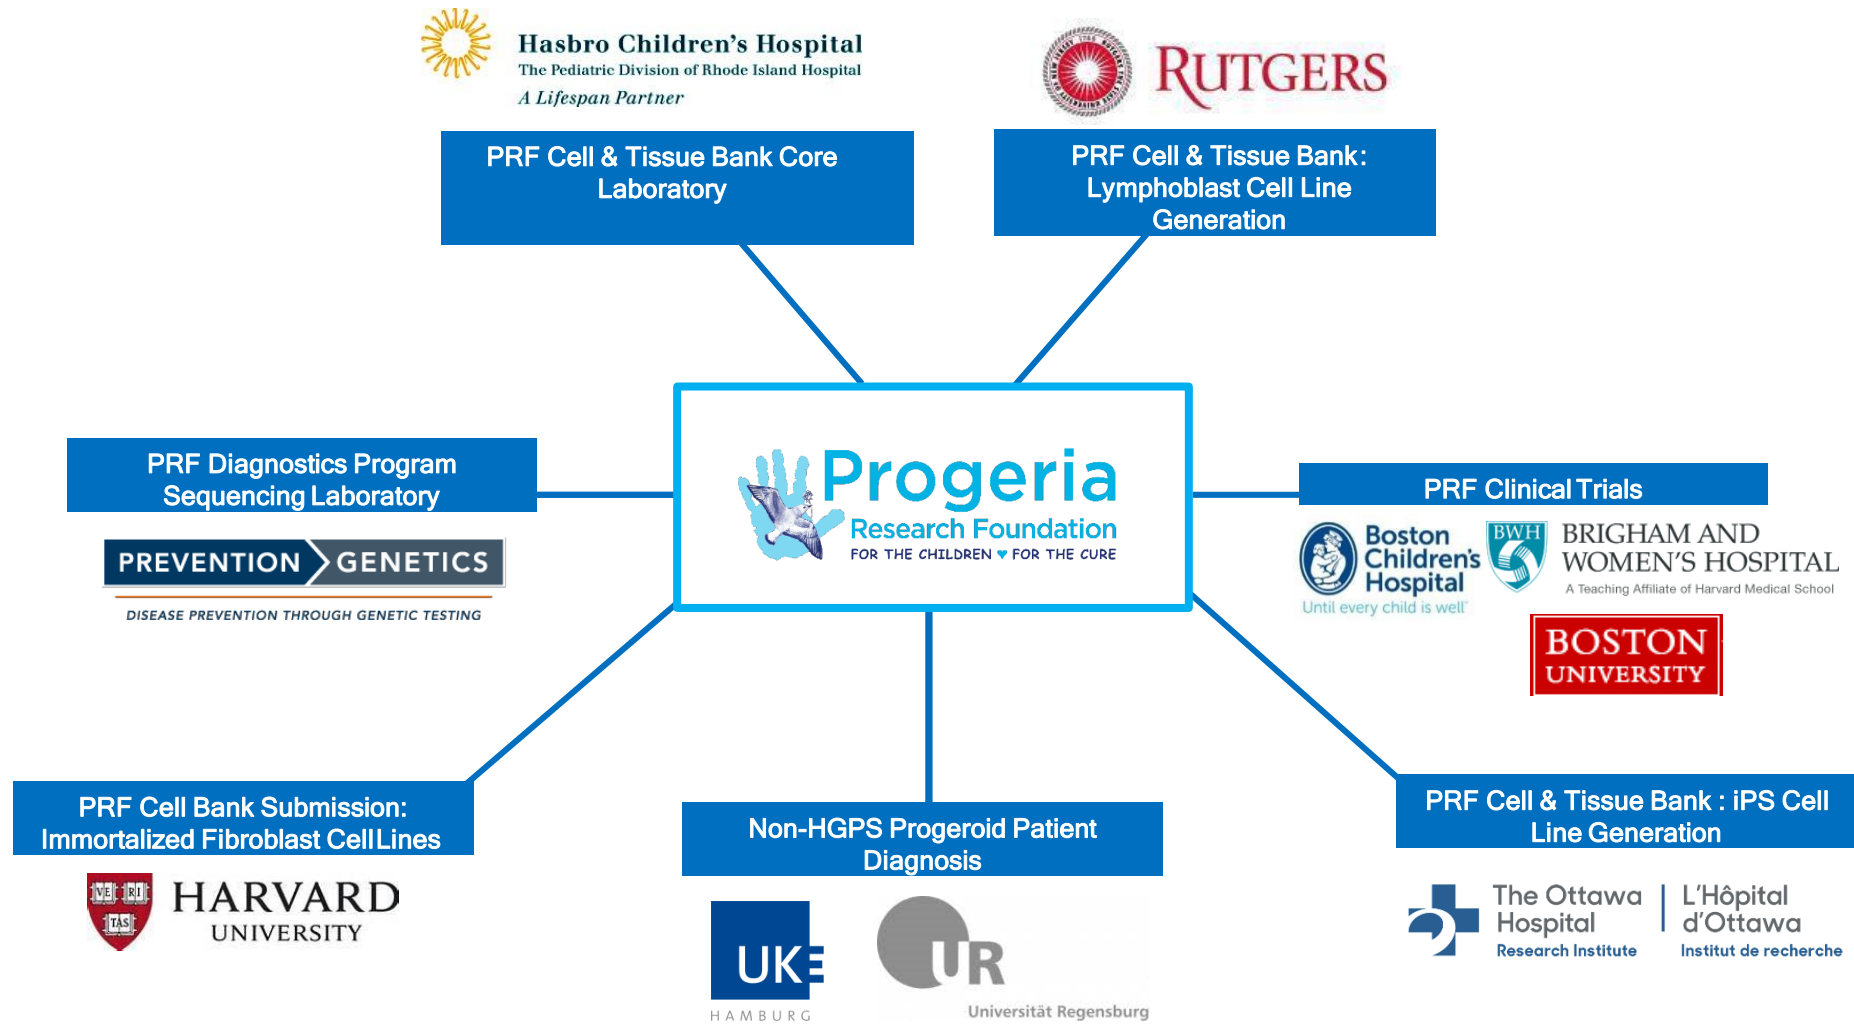 Hasbro Children's Hospital
The Pediatric Division of Rhode Island Hospital
A Lifespan Partner
RUTGERS
PRF Cell & Tissue Bank Core
Laboratory
PRF Cell & Tissue Bank:
Lymphoblast Cell Line
Generation
Progeria
Research Foundation
FOR THE CHILDREN ♥ FOR THE CURE
PRF Diagnostics Program
Sequencing Laboratory
PREVENTION GENETICS
DISEASE PREVENTION THROUGH GENETIC TESTING
PRF Clinical Trials
Boston
Children's
Hospital
Until every child is well
BWH
BRIGHAM AND
WOMEN'S HOSPITAL
A Teaching Affiliate of Harvard Medical School
BOSTON
UNIVERSITY
PRF Cell Bank Submission:
Immortalized Fibroblast Cell Lines
VE RI
TAS
HARVARD
UNIVERSITY
Non-HGPS Progeroid Patient
Diagnosis
UKE
HAMBURG
UR
Universität Regensburg
PRF Cell & Tissue Bank : iPS Cell
Line Generation
The Ottawa
Hospital
Research Institute
L'Hôpital
d'Ottawa
Institut de recherche